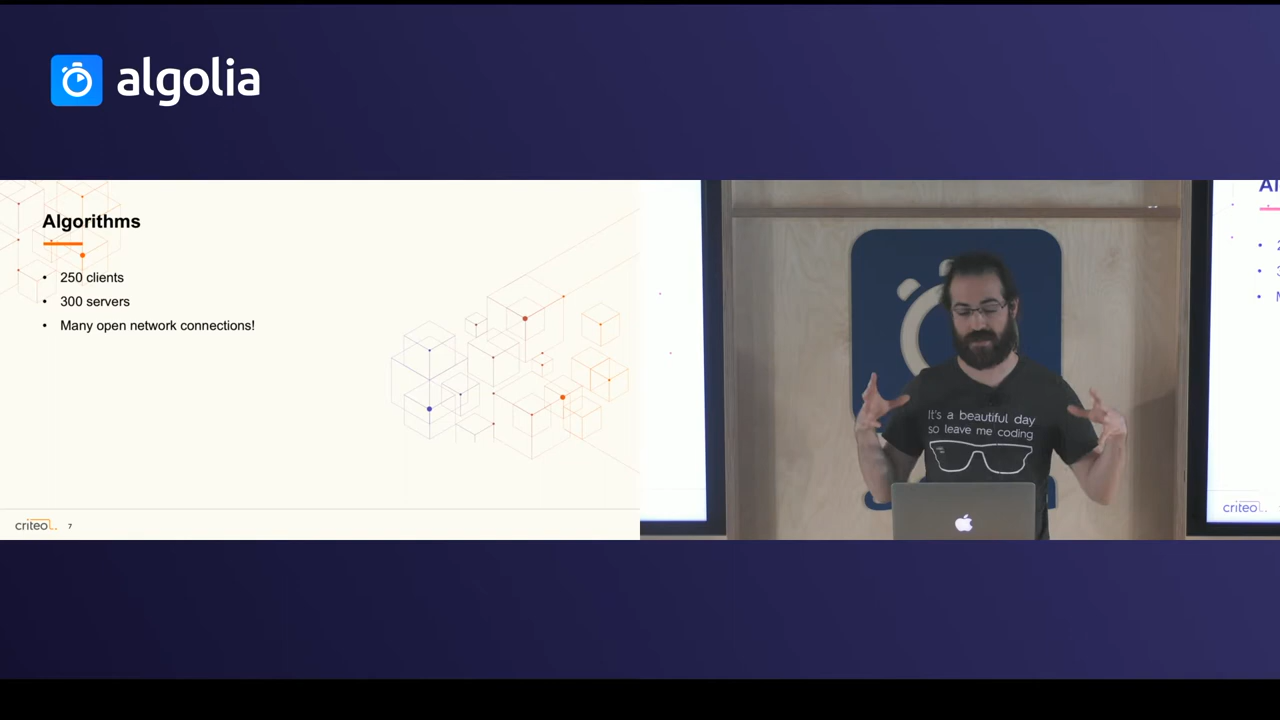 algolia
Algorithms
• 250 clients
• 300 servers
• Many open network connections!
criteo
7
It's a beautiful day
so leave me coding
Al
•
•
•
criteo